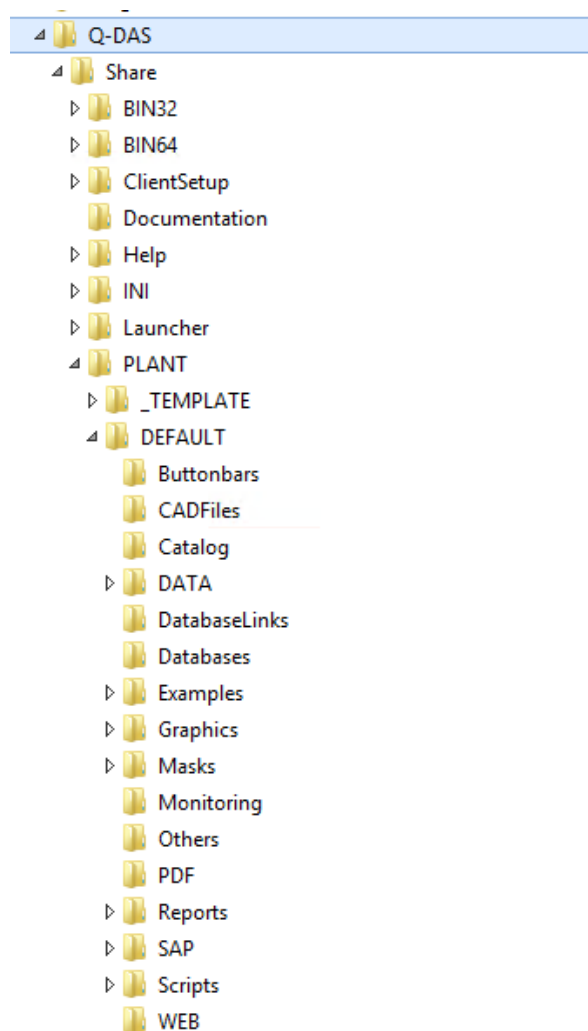 Q-DAS
Share
BIN32
BIN64
ClientSetup
Documentation
Help
INI
Launcher
PLANT
_TEMPLATE
DEFAULT
Buttonbars
CADFiles
Catalog
DATA
DatabaseLinks
Databases
Examples
Graphics
Masks
Monitoring
Others
PDF
Reports
SAP
Scripts
WEB